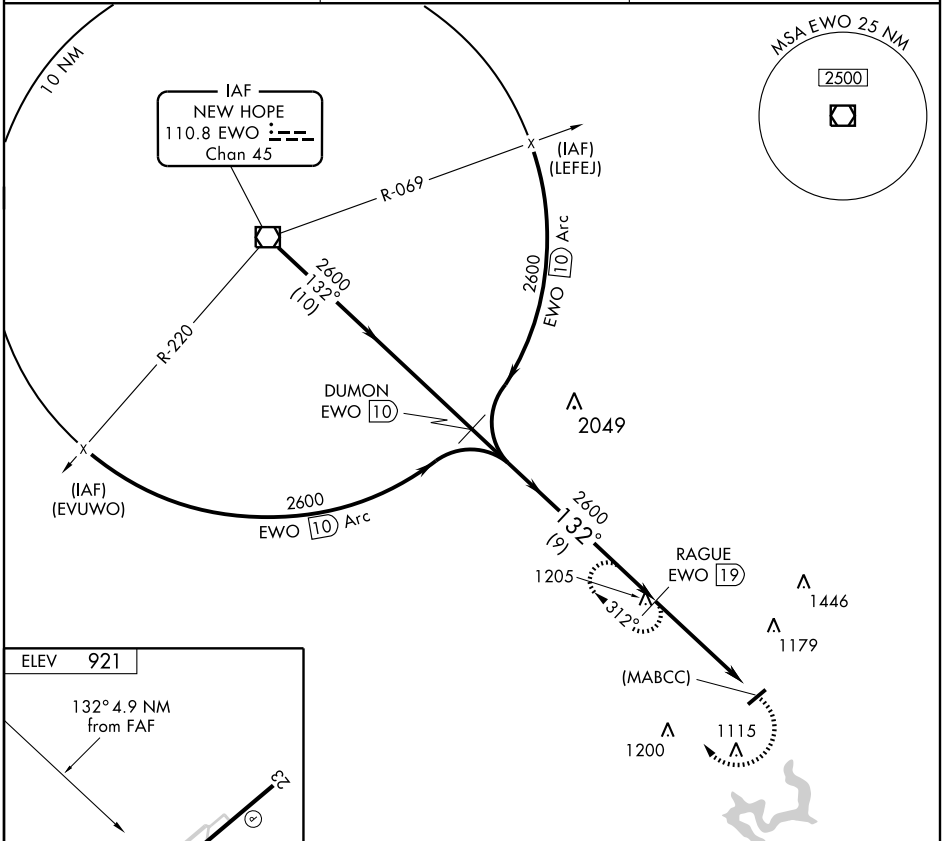 10 NM
IAF
NEW HOPE
110.8 EWO
Chan 45
MSA EWO 25 NM
2500
(IAF)
(LEFEJ)
R-069
2600
132°
(10)
2600
EWO 10 Arc
R-220
DUMON
EWO 10
2049
(IAF)
(EVUWO)
2600
EWO 10 Arc
2600
132°
(9)
RAGUE
EWO 19
1205
312°
1446
1179
(MABCC)
1200
1115
ELEV 921
132° 4.9 NM
from FAF
23
P